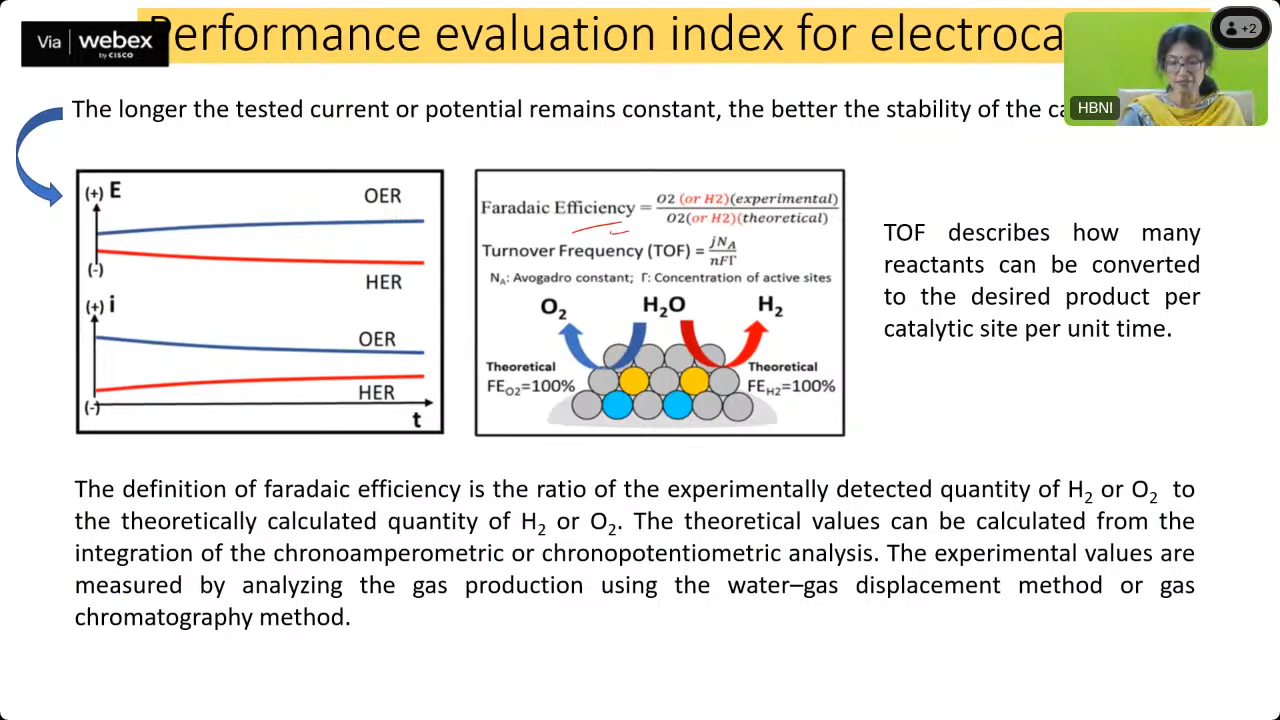 Performance evaluation index for electroca
Via webex
by CISCO
+2
HBNI
The longer the tested current or potential remains constant, the better the stability of the ca
(+) E
OER
(-)
HER
(+) i
OER
HER
(-)
t
Faradaic Efficiency = O2 (or H2)(experimental) / O2(or H2)(theoretical)
Turnover Frequency (TOF) = jN_A / nFΓ
N_A: Avogadro constant; Γ: Concentration of active sites
O₂ H₂O H₂
Theoretical
FE_O2=100%
Theoretical
FE_H2=100%
TOF describes how many
reactants can be converted
to the desired product per
catalytic site per unit time.
The definition of faradaic efficiency is the ratio of the experimentally detected quantity of H₂ or O₂ to
the theoretically calculated quantity of H₂ or O₂. The theoretical values can be calculated from the
integration of the chronoamperometric or chronopotentiometric analysis. The experimental values are
measured by analyzing the gas production using the water–gas displacement method or gas
chromatography method.